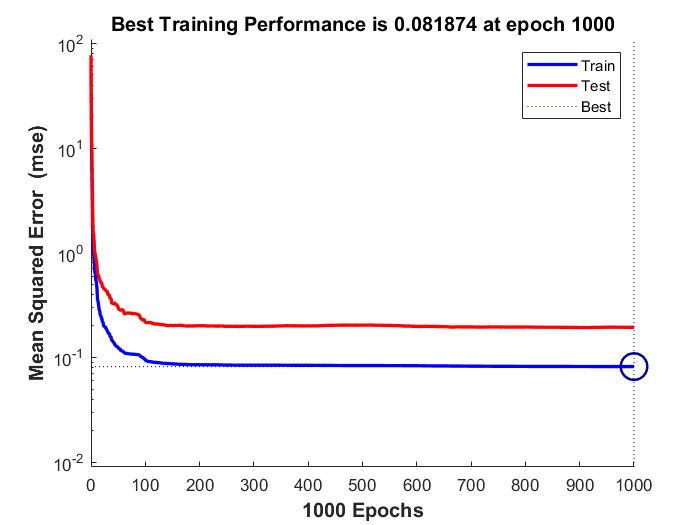 Best Training Performance is 0.081874 at epoch 1000
Train
Test
Best
Mean Squared Error  (mse)
10^2
10^1
10^0
10^-1
10^-2
0 100 200 300 400 500 600 700 800 900 1000
1000 Epochs